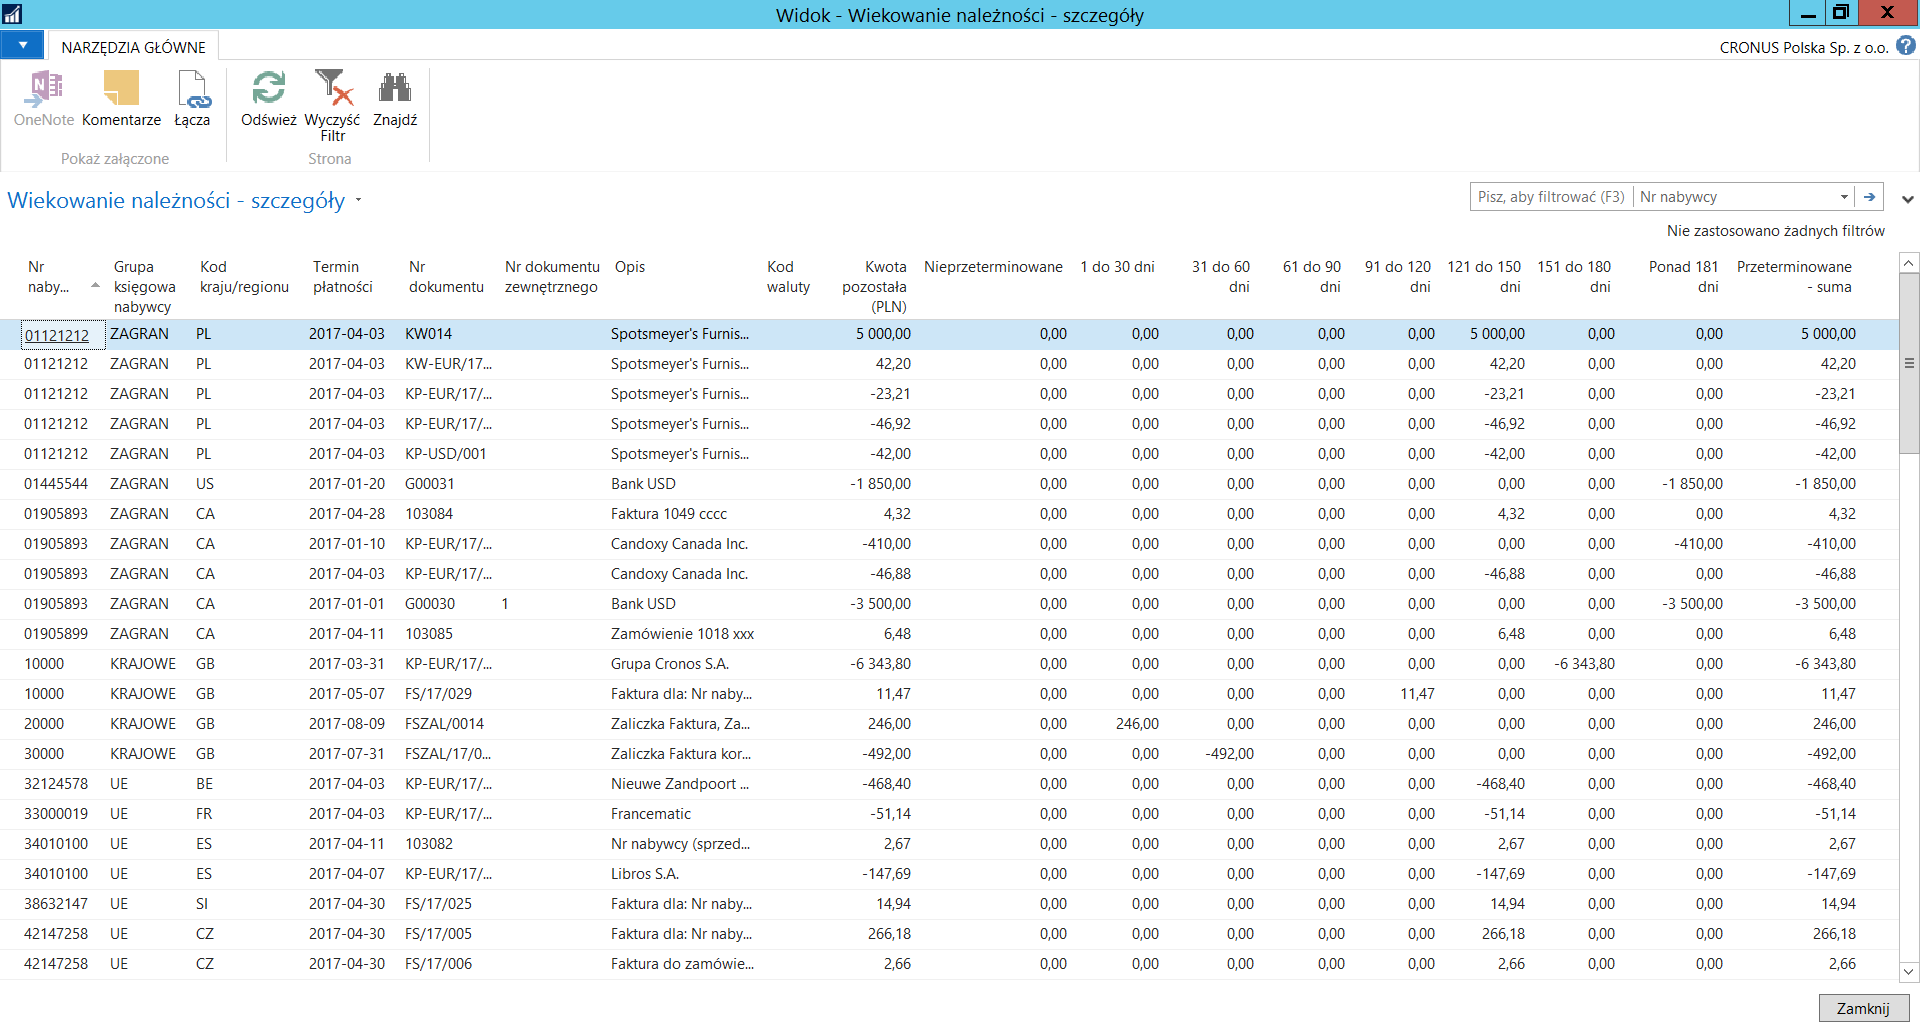 Widok - Wiekowanie należności - szczegóły
NARZĘDZIA GŁÓWNE
CRONUS Polska Sp. z o.o. ?
OneNote Komentarze Łącza Odśwież Wyczyść Filtr Znajdź
Pokaż załączone Strona
Wiekowanie należności - szczegóły
Pisz, aby filtrować (F3) Nr nabywcy
Nie zastosowano żadnych filtrów
Nr naby... Grupa księgowa nabywcy Kod kraju/regionu Termin płatności Nr dokumentu Nr dokumentu zewnętrznego Opis Kod waluty Kwota pozostała (PLN) Nieprzeterminowane 1 do 30 dni 31 do 60 dni 61 do 90 dni 91 do 120 dni 121 do 150 dni 151 do 180 dni Ponad 181 dni Przeterminowane - suma
01121212 ZAGRAN PL 2017-04-03 KW014 Spotsmeyer's Furnis... 5 000,00 0,00 0,00 0,00 0,00 0,00 5 000,00 0,00 0,00 5 000,00
01121212 ZAGRAN PL 2017-04-03 KW-EUR/17... Spotsmeyer's Furnis... 42,20 0,00 0,00 0,00 0,00 0,00 42,20 0,00 0,00 42,20
01121212 ZAGRAN PL 2017-04-03 KP-EUR/17/... Spotsmeyer's Furnis... -23,21 0,00 0,00 0,00 0,00 0,00 -23,21 0,00 0,00 -23,21
01121212 ZAGRAN PL 2017-04-03 KP-EUR/17/... Spotsmeyer's Furnis... -46,92 0,00 0,00 0,00 0,00 0,00 -46,92 0,00 0,00 -46,92
01121212 ZAGRAN PL 2017-04-03 KP-USD/001 Spotsmeyer's Furnis... -42,00 0,00 0,00 0,00 0,00 0,00 -42,00 0,00 0,00 -42,00
01445544 ZAGRAN US 2017-01-20 G00031 Bank USD -1 850,00 0,00 0,00 0,00 0,00 0,00 0,00 0,00 -1 850,00 -1 850,00
01905893 ZAGRAN CA 2017-04-28 103084 Faktura 1049 cccc 4,32 0,00 0,00 0,00 0,00 0,00 4,32 0,00 0,00 4,32
01905893 ZAGRAN CA 2017-01-10 KP-EUR/17/... Candoxy Canada Inc. -410,00 0,00 0,00 0,00 0,00 0,00 0,00 0,00 -410,00 -410,00
01905893 ZAGRAN CA 2017-04-03 KP-EUR/17/... Candoxy Canada Inc. -46,88 0,00 0,00 0,00 0,00 0,00 -46,88 0,00 0,00 -46,88
01905893 ZAGRAN CA 2017-01-01 G00030 1 Bank USD -3 500,00 0,00 0,00 0,00 0,00 0,00 0,00 0,00 -3 500,00 -3 500,00
01905899 ZAGRAN CA 2017-04-11 103085 Zamówienie 1018 xxx 6,48 0,00 0,00 0,00 0,00 0,00 6,48 0,00 0,00 6,48
10000 KRAJOWE GB 2017-03-31 KP-EUR/17/... Grupa Cronos S.A. -6 343,80 0,00 0,00 0,00 0,00 0,00 0,00 -6 343,80 0,00 -6 343,80
10000 KRAJOWE GB 2017-05-07 FS/17/029 Faktura dla: Nr naby... 11,47 0,00 0,00 0,00 0,00 11,47 0,00 0,00 0,00 11,47
20000 KRAJOWE GB 2017-08-09 FSZAL/0014 Zaliczka Faktura, Za... 246,00 0,00 246,00 0,00 0,00 0,00 0,00 0,00 0,00 246,00
30000 KRAJOWE GB 2017-07-31 FSZAL/17/0... Zaliczka Faktura kor... -492,00 0,00 0,00 -492,00 0,00 0,00 0,00 0,00 0,00 -492,00
32124578 UE BE 2017-04-03 KP-EUR/17/... Nieuwe Zandpoort ... -468,40 0,00 0,00 0,00 0,00 0,00 -468,40 0,00 0,00 -468,40
33000019 UE FR 2017-04-03 KP-EUR/17/... Francematic -51,14 0,00 0,00 0,00 0,00 0,00 -51,14 0,00 0,00 -51,14
34010100 UE ES 2017-04-11 103082 Nr nabywcy (sprzed... 2,67 0,00 0,00 0,00 0,00 0,00 2,67 0,00 0,00 2,67
34010100 UE ES 2017-04-07 KP-EUR/17/... Libros S.A. -147,69 0,00 0,00 0,00 0,00 0,00 -147,69 0,00 0,00 -147,69
38632147 UE SI 2017-04-30 FS/17/025 Faktura dla: Nr naby... 14,94 0,00 0,00 0,00 0,00 0,00 14,94 0,00 0,00 14,94
42147258 UE CZ 2017-04-30 FS/17/005 Faktura dla: Nr naby... 266,18 0,00 0,00 0,00 0,00 0,00 266,18 0,00 0,00 266,18
42147258 UE CZ 2017-04-30 FS/17/006 Faktura do zamówie... 2,66 0,00 0,00 0,00 0,00 0,00 2,66 0,00 0,00 2,66
Zamknij